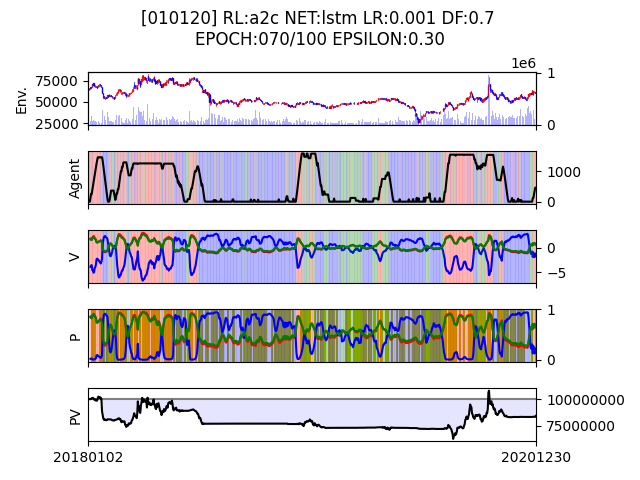 [010120] RL:a2c NET:lstm LR:0.001 DF:0.7
EPOCH:070/100 EPSILON:0.30
1e6
Env.
75000
50000
25000
1
0
Agent
1000
0
V
0
−5
P
1
0
PV
100000000
75000000
20180102
20201230